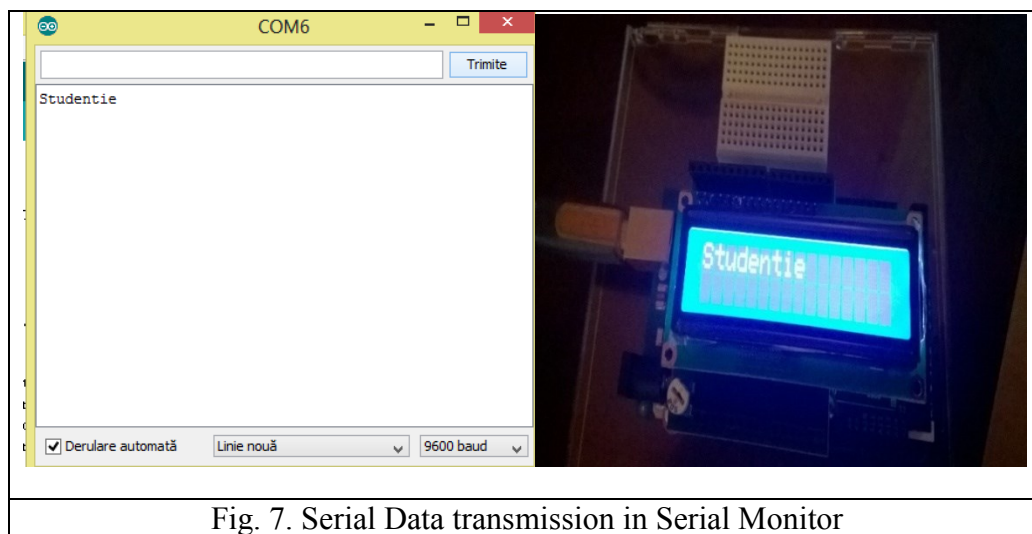 COM6
Trimite
Studentie
Derulare automată
Linie nouă
9600 baud
Studentie
Fig. 7. Serial Data transmission in Serial Monitor